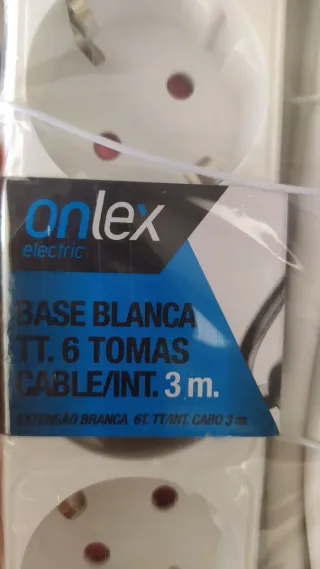 onlex
electric
BASE BLANCA
TT. 6 TOMAS
CABLE/INT. 3 m.
EXTENSÃO BRANCA 6T. TT/INT. CABO 3 m.